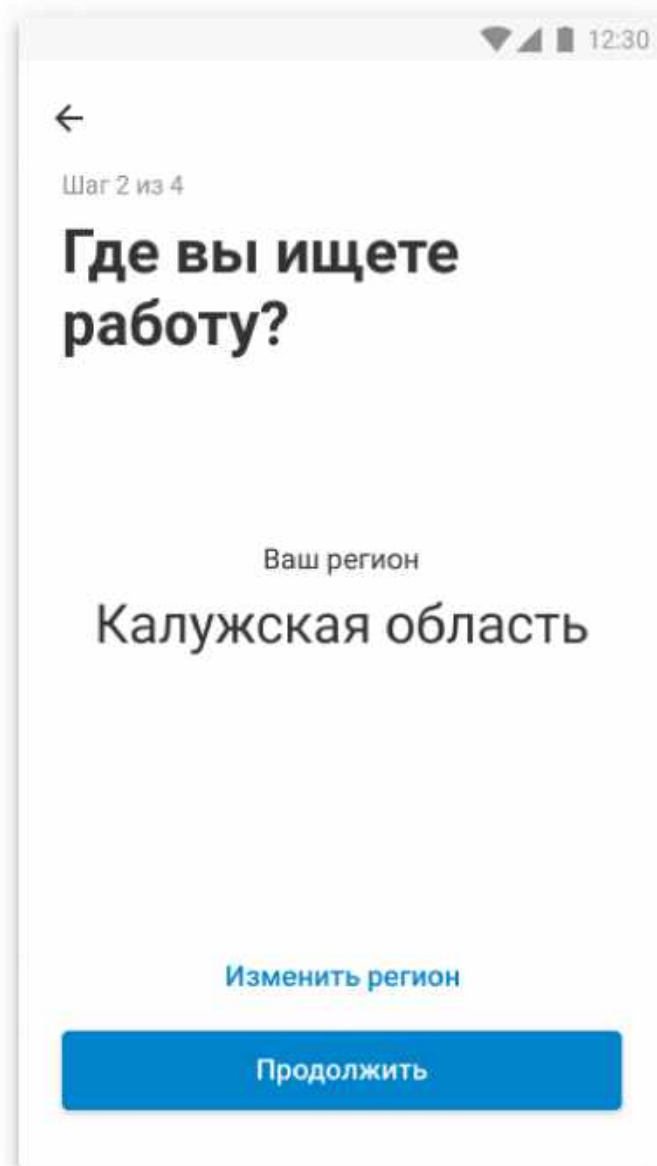 12:30
Шаг 2 из 4
Где вы ищете
работу?
Ваш регион
Калужская область
Изменить регион
Продолжить